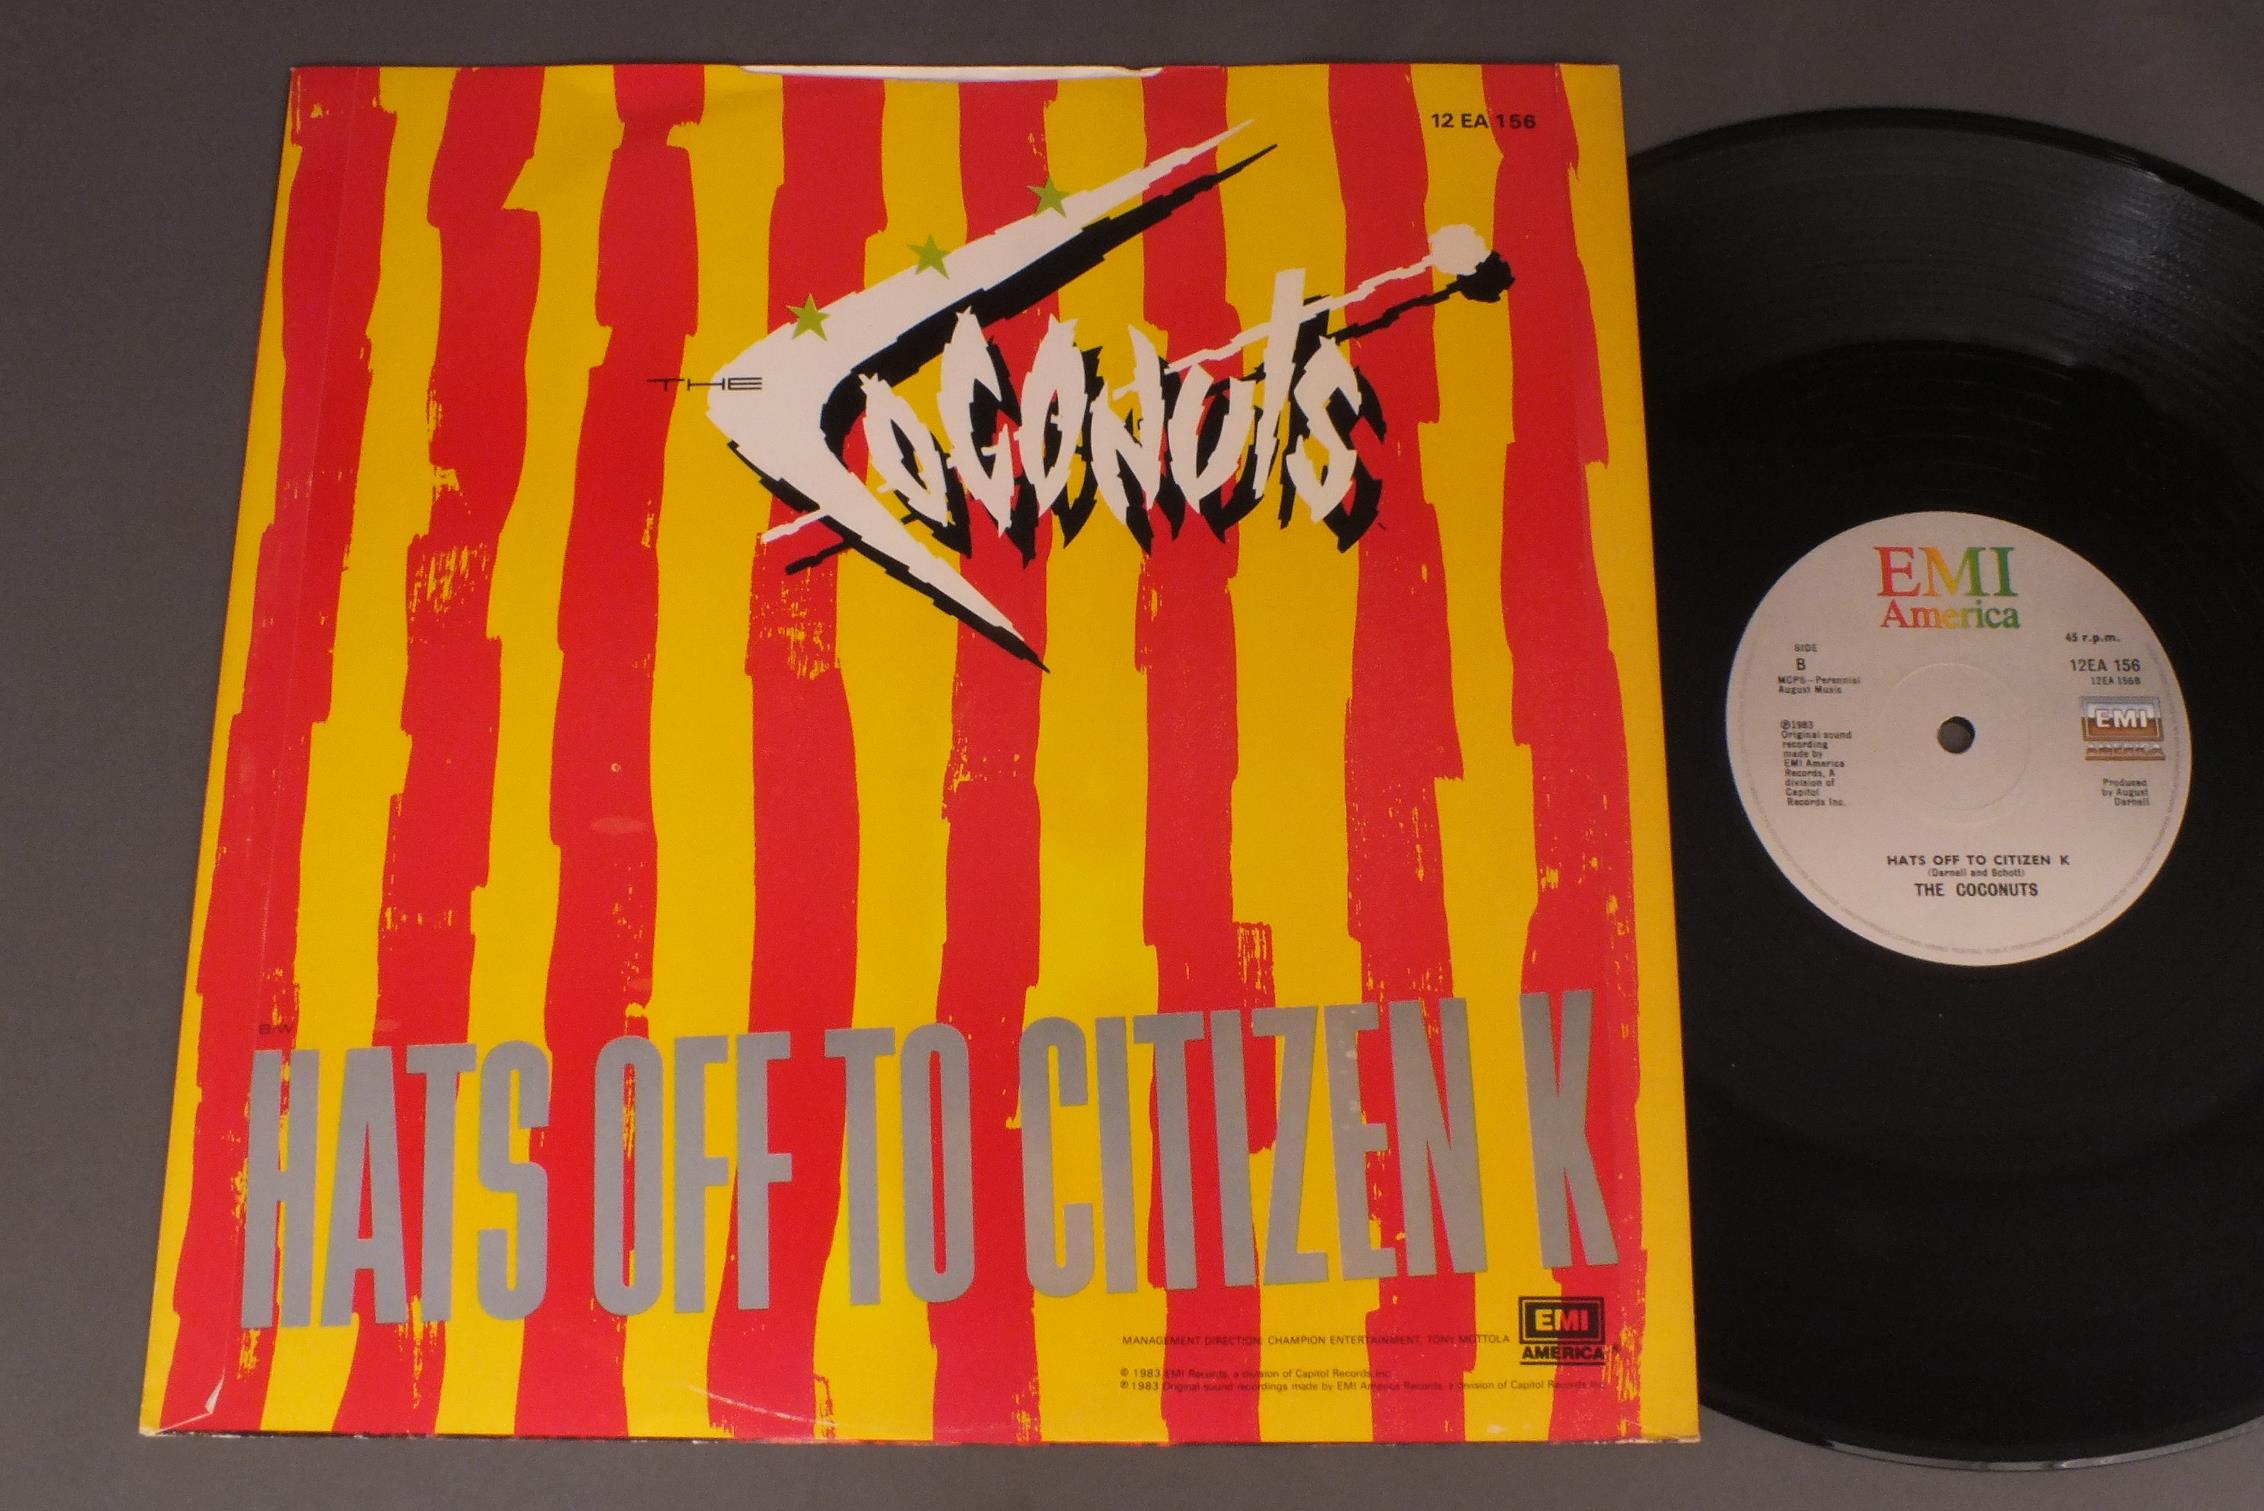 12 EA 156
THE
COCONUTS
B/W
HATS OFF TO CITIZEN K
MANAGEMENT DIRECTION: CHAMPION ENTERTAINMENT, TONY MOTTOLA
EMI
AMERICA
© 1983 EMI Records, a division of Capitol Records Inc.
℗ 1983 Original sound recordings made by EMI America Records, a division of Capitol Records Inc.
EMI
America
45 r.p.m.
SIDE
B
12EA 156
12EA 156B
MCPS—Perennial
August Music
EMI
AMERICA
℗1983
Original sound
recording
made by
EMI America
Records, A
division of
Capitol
Records Inc.
Produced
by August
Darnell
HATS OFF TO CITIZEN K
(Darnell and Schott)
THE COCONUTS